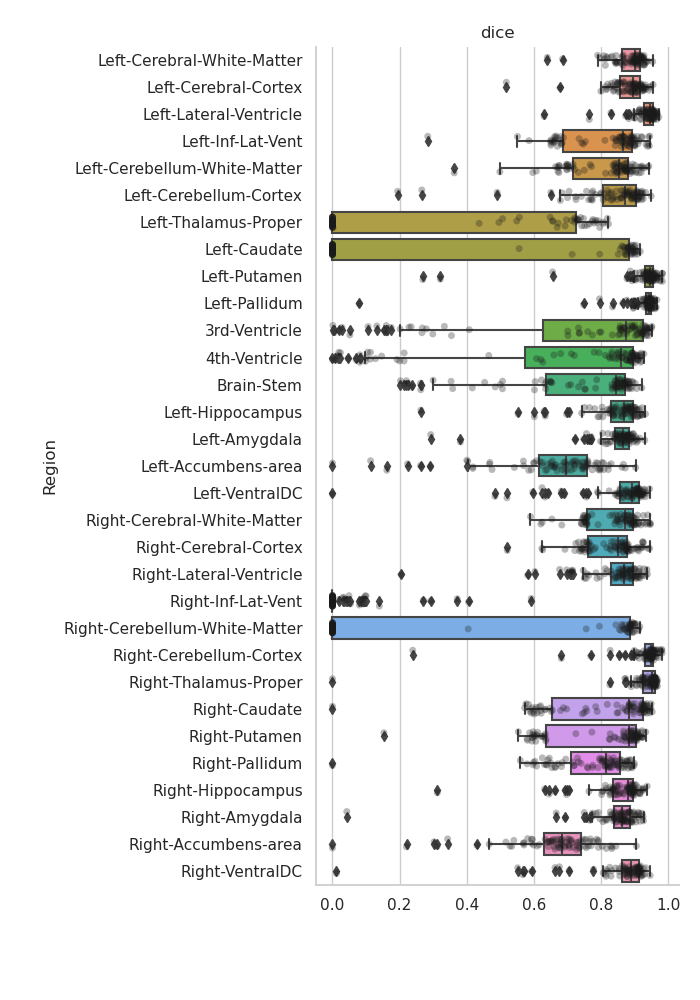 dice
Left-Cerebral-White-Matter
Left-Cerebral-Cortex
Left-Lateral-Ventricle
Left-Inf-Lat-Vent
Left-Cerebellum-White-Matter
Left-Cerebellum-Cortex
Left-Thalamus-Proper
Left-Caudate
Left-Putamen
Left-Pallidum
3rd-Ventricle
4th-Ventricle
Brain-Stem
Left-Hippocampus
Left-Amygdala
Left-Accumbens-area
Left-VentralDC
Right-Cerebral-White-Matter
Right-Cerebral-Cortex
Right-Lateral-Ventricle
Right-Inf-Lat-Vent
Right-Cerebellum-White-Matter
Right-Cerebellum-Cortex
Right-Thalamus-Proper
Right-Caudate
Right-Putamen
Right-Pallidum
Right-Hippocampus
Right-Amygdala
Right-Accumbens-area
Right-VentralDC
Region
0.0 0.2 0.4 0.6 0.8 1.0